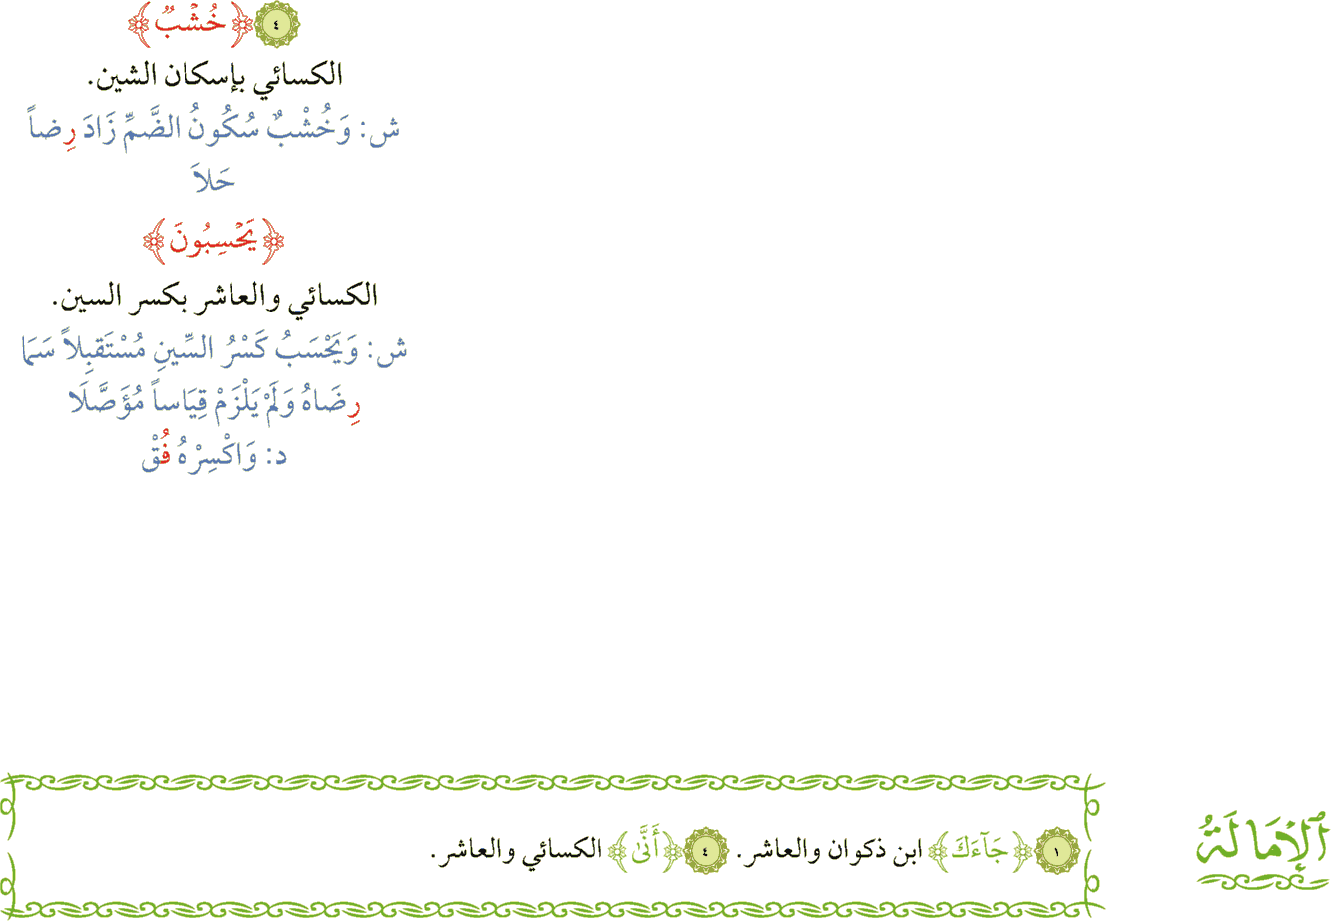 ٤ ﴿خُشْبٌ﴾
الكسائي بإسكان الشين.
ش: وَخُشْبٌ سُكُونُ الضَّمِّ زَادَ رِضاً
حَلاَ
﴿يَحْسِبُونَ﴾
الكسائي والعاشر بكسر السين.
ش: وَيَحْسَبُ كَسْرُ السِّينِ مُسْتَقبِلاً سَمَا
رِضَاهُ وَلَمْ يَلْزَمْ قِيَاساً مُؤَصَّلَا
د: وَاكْسِرْهُ فُقْ
ٱلإِمَالَةُ
١ ﴿جَآءَكَ﴾ ابن ذكوان والعاشر. ٤ ﴿أَنَّىٰ﴾ الكسائي والعاشر.